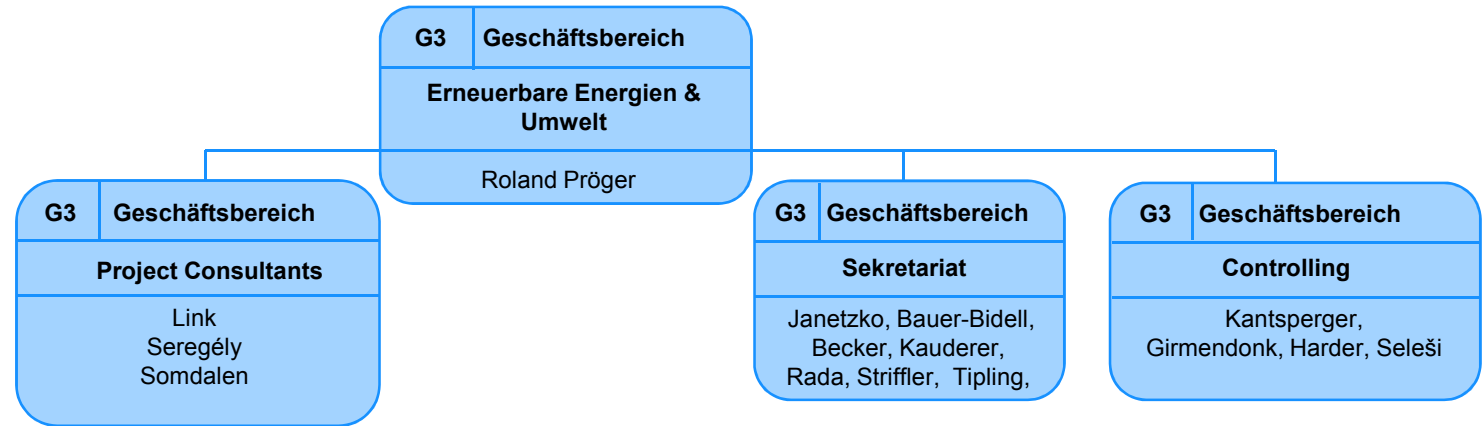 G3 Geschäftsbereich
Erneuerbare Energien &
Umwelt
Roland Pröger
G3 Geschäftsbereich
Project Consultants
Link
Seregély
Somdalen
G3 Geschäftsbereich
Sekretariat
Janetzko, Bauer-Bidell,
Becker, Kauderer,
Rada, Striffler, Tipling,
G3 Geschäftsbereich
Controlling
Kantsperger,
Girmendonk, Harder, Seleši